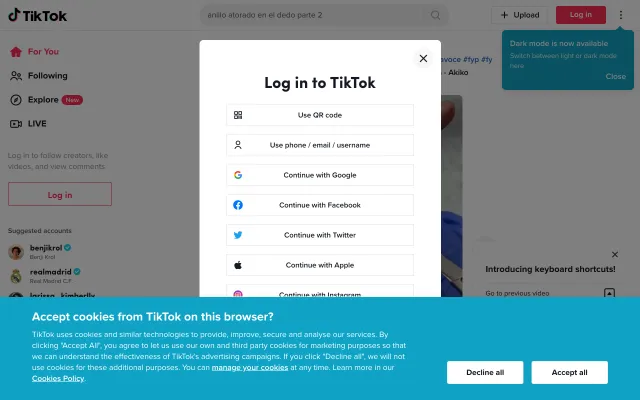 TikTok
anillo atorado en el dedo parte 2
Upload
Log in
For You
Following
Explore New
LIVE
Log in to follow creators, like
videos, and view comments.
Log in
Suggested accounts
benjikrol
Benji Krol
realmadrid
Real Madrid C.F.
larissa_kimberlly
voce #fyp #fy
- Akiko
Dark mode is now available
Switch between light or dark mode
here
Close
Log in to TikTok
Use QR code
Use phone / email / username
Continue with Google
Continue with Facebook
Continue with Twitter
Continue with Apple
Continue with Instagram
Introducing keyboard shortcuts!
Go to previous video
Accept cookies from TikTok on this browser?
TikTok uses cookies and similar technologies to provide, improve, secure and analyse our services. By
clicking "Accept All", you agree to let us use our own and third party cookies for marketing purposes so that
we can understand the effectiveness of TikTok's advertising campaigns. If you click "Decline all", we will not
use cookies for these additional purposes. You can manage your cookies at any time. Learn more in our
Cookies Policy.
Decline all
Accept all